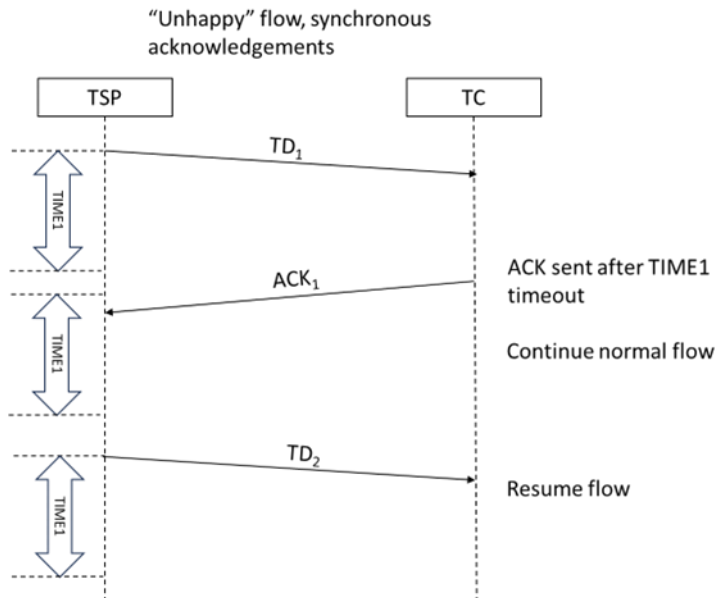 “Unhappy” flow, synchronous
acknowledgements
TSP
TC
TD₁
TIME1
ACK₁
ACK sent after TIME1
timeout
TIME1
Continue normal flow
TD₂
TIME1
Resume flow